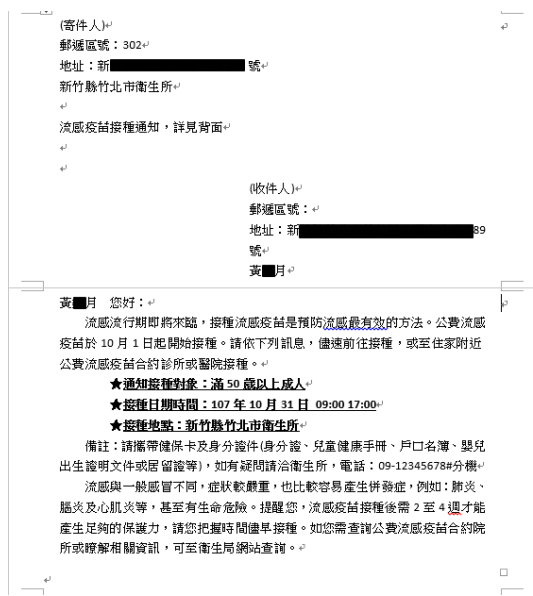 (寄件人)
郵遞區號：302
地址：新 號
新竹縣竹北市衛生所
流感疫苗接種通知，詳見背面
(收件人)
郵遞區號：
地址：新 89
號
黃 月
黃 月 您好：
流感流行期即將來臨，接種流感疫苗是預防流感最有效的方法。公費流感
疫苗於 10 月 1 日起開始接種。請依下列訊息，儘速前往接種，或至住家附近
公費流感疫苗合約診所或醫院接種。
★通知接種對象：滿 50 歲以上成人
★接種日期時間：107 年 10 月 31 日 09:00 17:00
★接種地點：新竹縣竹北市衛生所
備註：請攜帶健保卡及身分證件(身分證、兒童健康手冊、戶口名簿、嬰兒
出生證明文件或居留證等)，如有疑問請洽衛生所，電話：09-12345678#分機
流感與一般感冒不同，症狀較嚴重，也比較容易產生併發症，例如：肺炎、
腦炎及心肌炎等，甚至有生命危險。提醒您，流感疫苗接種後需 2 至 4 週才能
產生足夠的保護力，請您把握時間儘早接種。如您需查詢公費流感疫苗合約院
所或瞭解相關資訊，可至衛生局網站查詢。